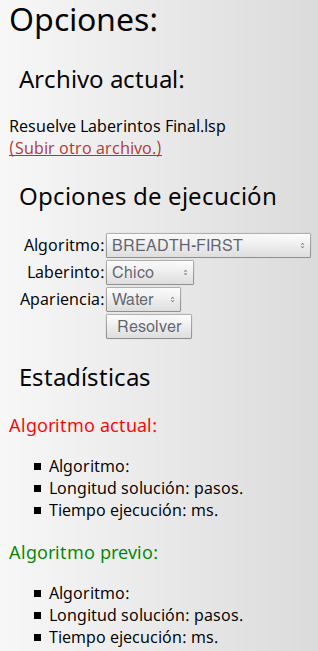 Opciones:
Archivo actual:
Resuelve Laberintos Final.lsp
(Subir otro archivo.)
Opciones de ejecución
Algoritmo: BREADTH-FIRST
Laberinto: Chico
Apariencia: Water
Resolver
Estadísticas
Algoritmo actual:
Algoritmo:
Longitud solución: pasos.
Tiempo ejecución: ms.
Algoritmo previo:
Algoritmo:
Longitud solución: pasos.
Tiempo ejecución: ms.